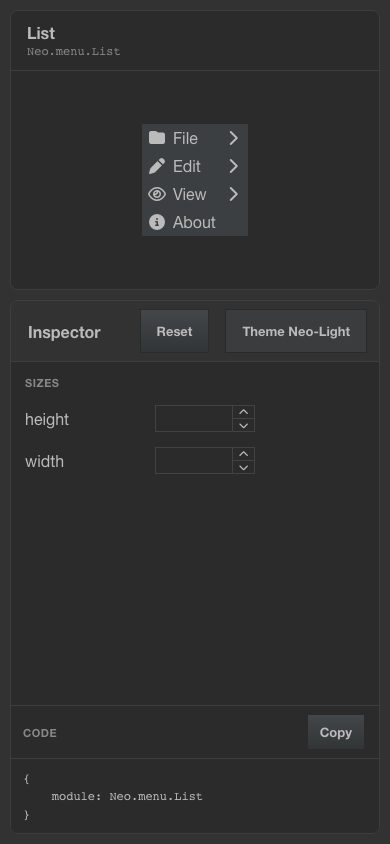 List
Neo.menu.List
File
Edit
View
About
Inspector
Reset
Theme Neo-Light
SIZES
height
width
CODE
Copy
{
    module: Neo.menu.List
}